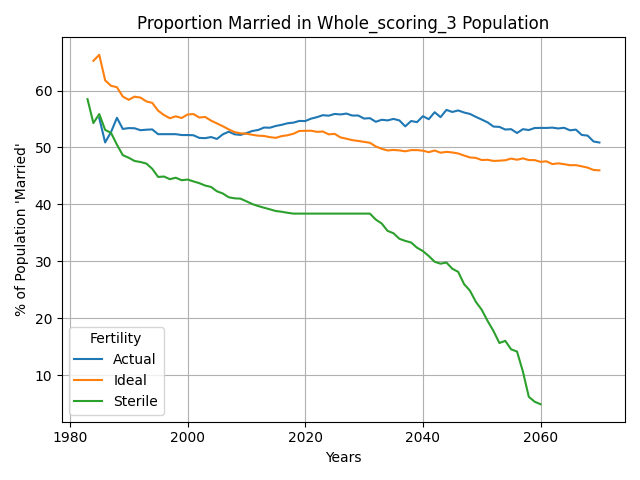 Proportion Married in Whole_scoring_3 Population
% of Population 'Married'
60
50
40
30
20
10
Fertility
Actual
Ideal
Sterile
1980 2000 2020 2040 2060
Years